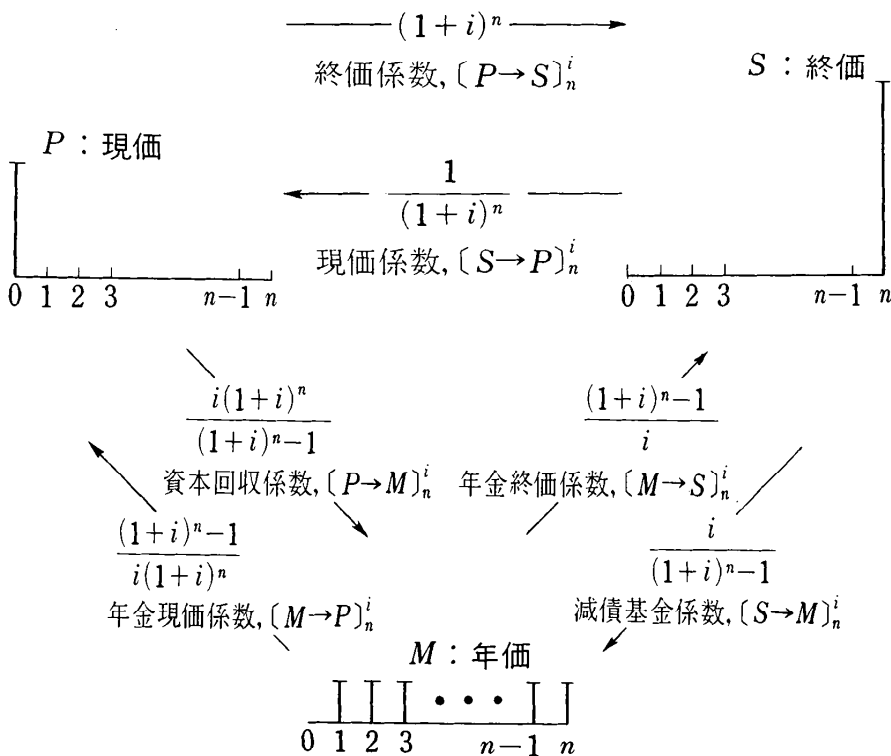 (1+i)^n
終価係数, 〔P→S〕_n^i
S：終価
P：現価
1/(1+i)^n
現価係数, 〔S→P〕_n^i
0 1 2 3 n−1 n
0 1 2 3 n−1 n
i(1+i)^n/((1+i)^n−1)
資本回収係数, 〔P→M〕_n^i
((1+i)^n−1)/i
年金終価係数, 〔M→S〕_n^i
((1+i)^n−1)/(i(1+i)^n)
年金現価係数, 〔M→P〕_n^i
i/((1+i)^n−1)
減債基金係数, 〔S→M〕_n^i
M：年価
0 1 2 3 n−1 n